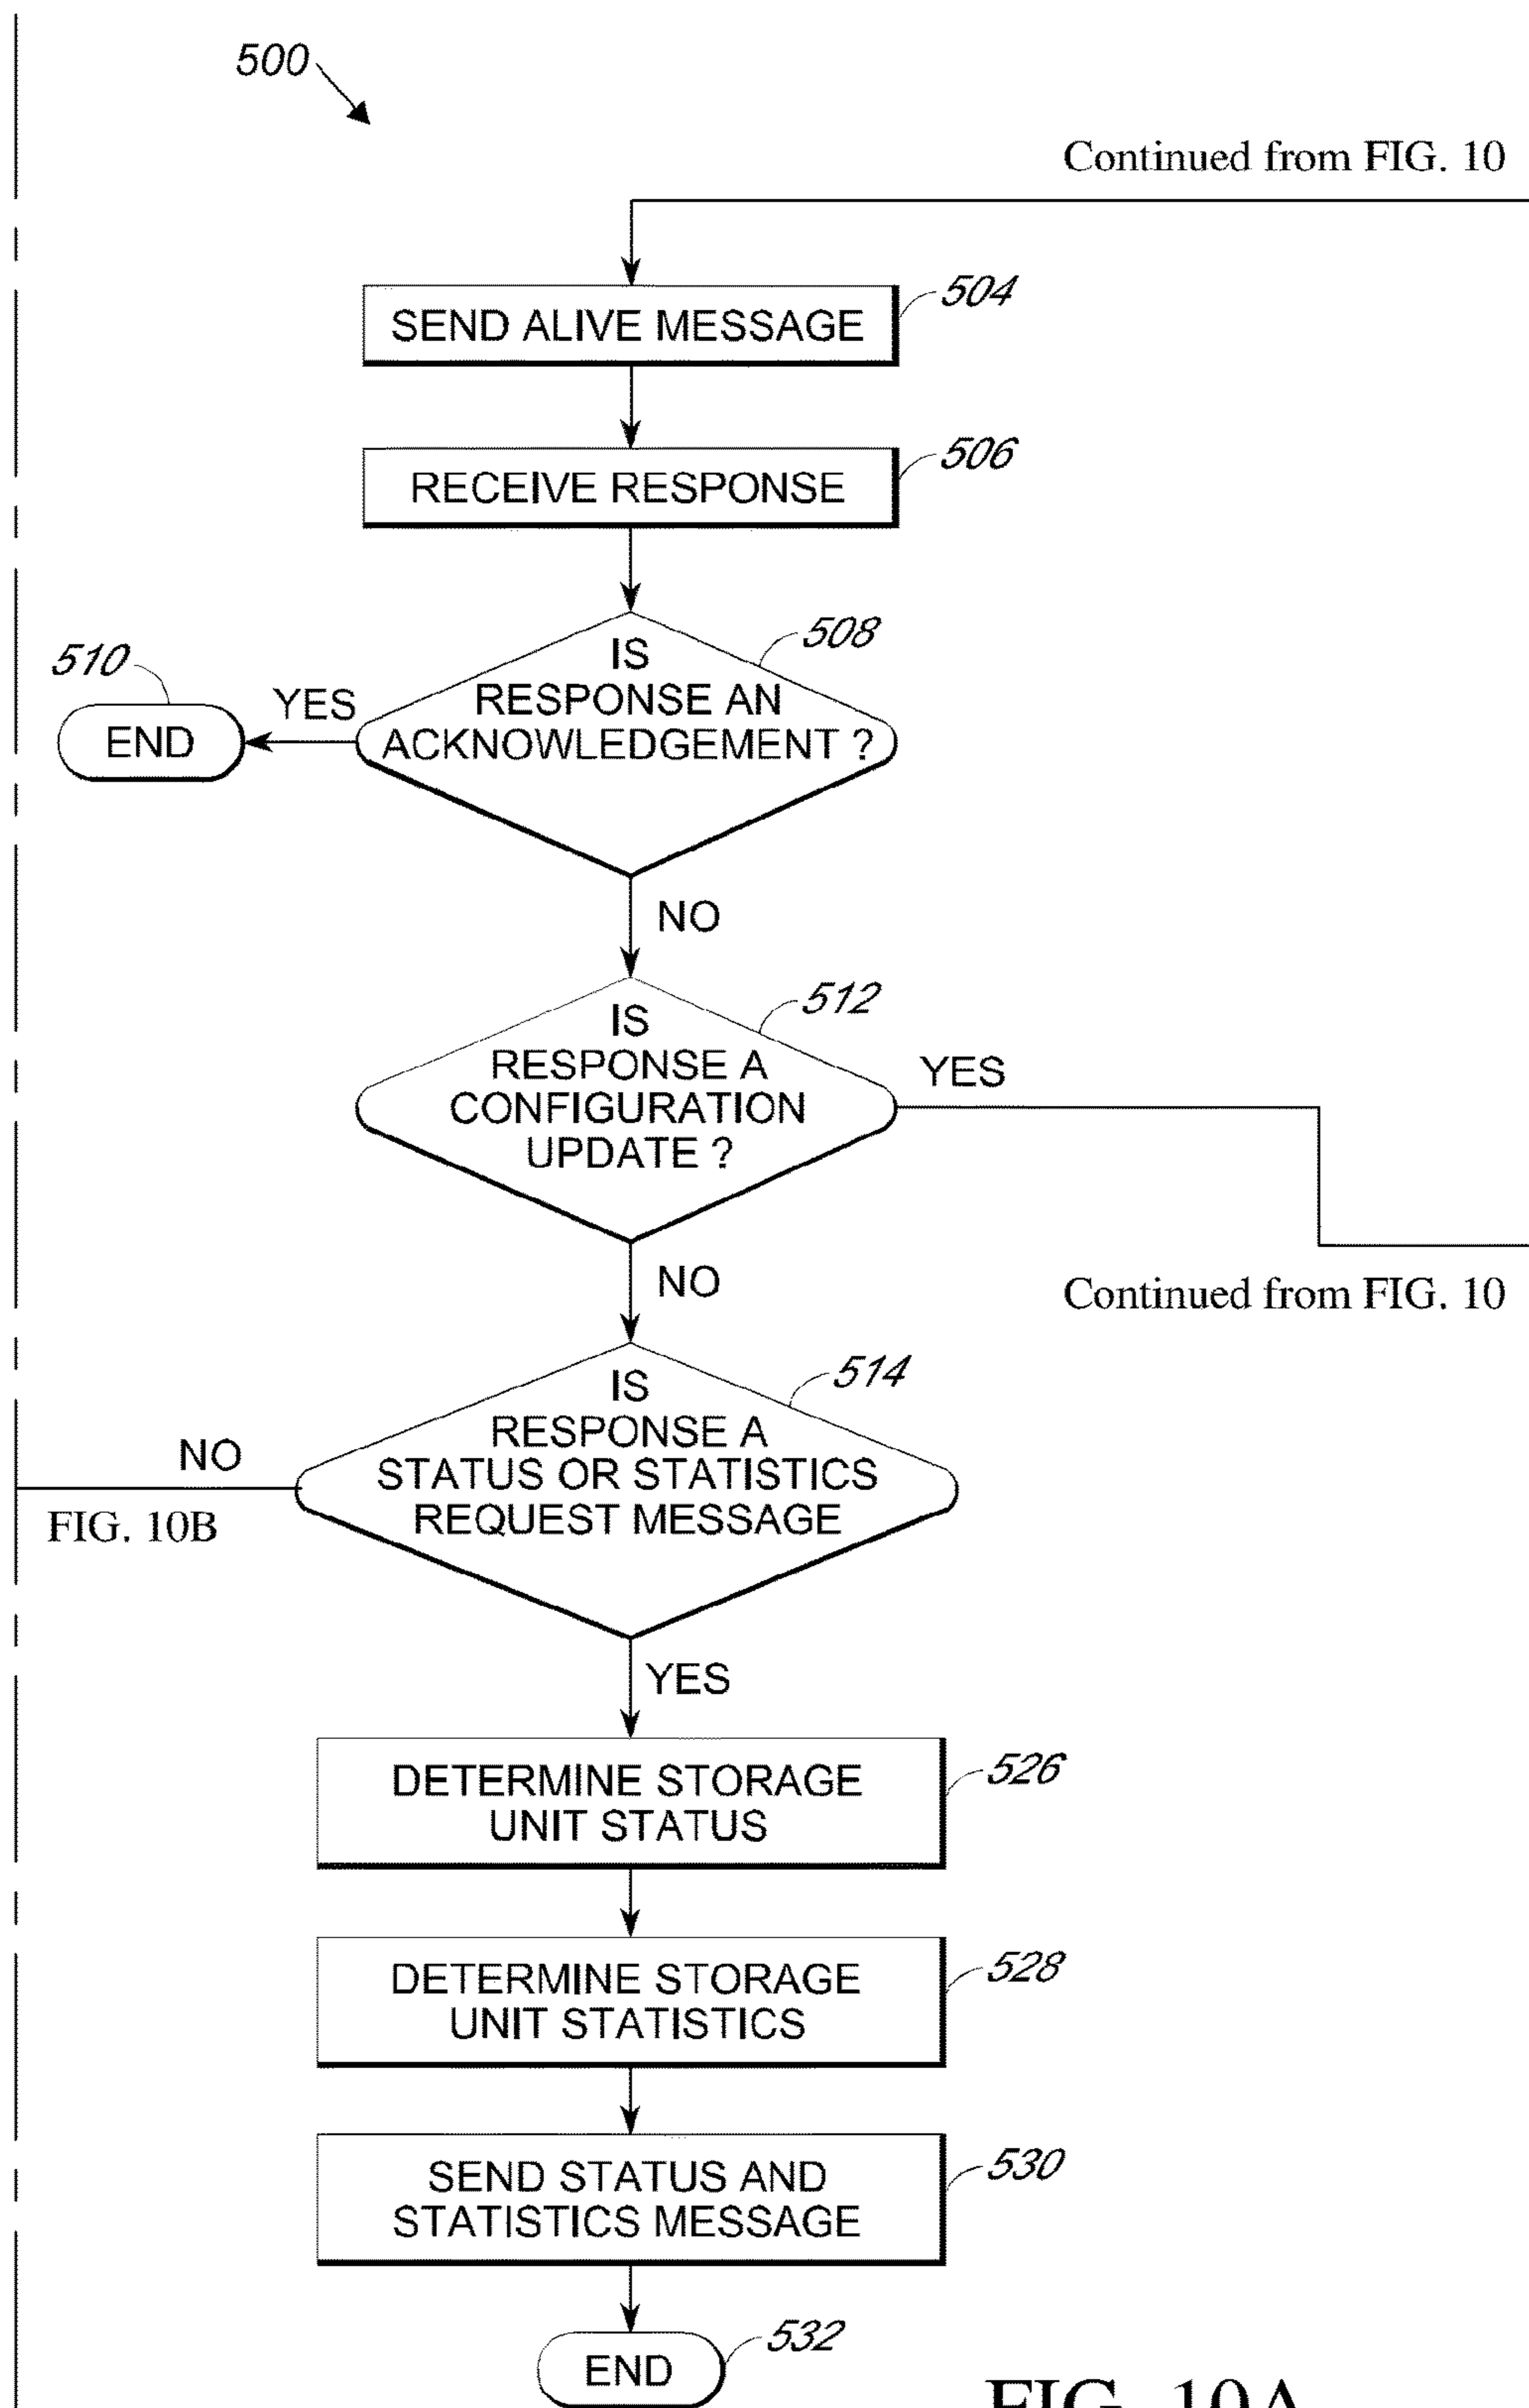 500
Continued from FIG. 10
504
SEND ALIVE MESSAGE
506
RECEIVE RESPONSE
508
IS
RESPONSE AN
ACKNOWLEDGEMENT ?
510
YES
END
NO
512
IS
RESPONSE A
CONFIGURATION
UPDATE ?
YES
NO
Continued from FIG. 10
514
IS
RESPONSE A
STATUS OR STATISTICS
REQUEST MESSAGE
NO
FIG. 10B
YES
526
DETERMINE STORAGE
UNIT STATUS
528
DETERMINE STORAGE
UNIT STATISTICS
530
SEND STATUS AND
STATISTICS MESSAGE
532
END
FIG. 10A